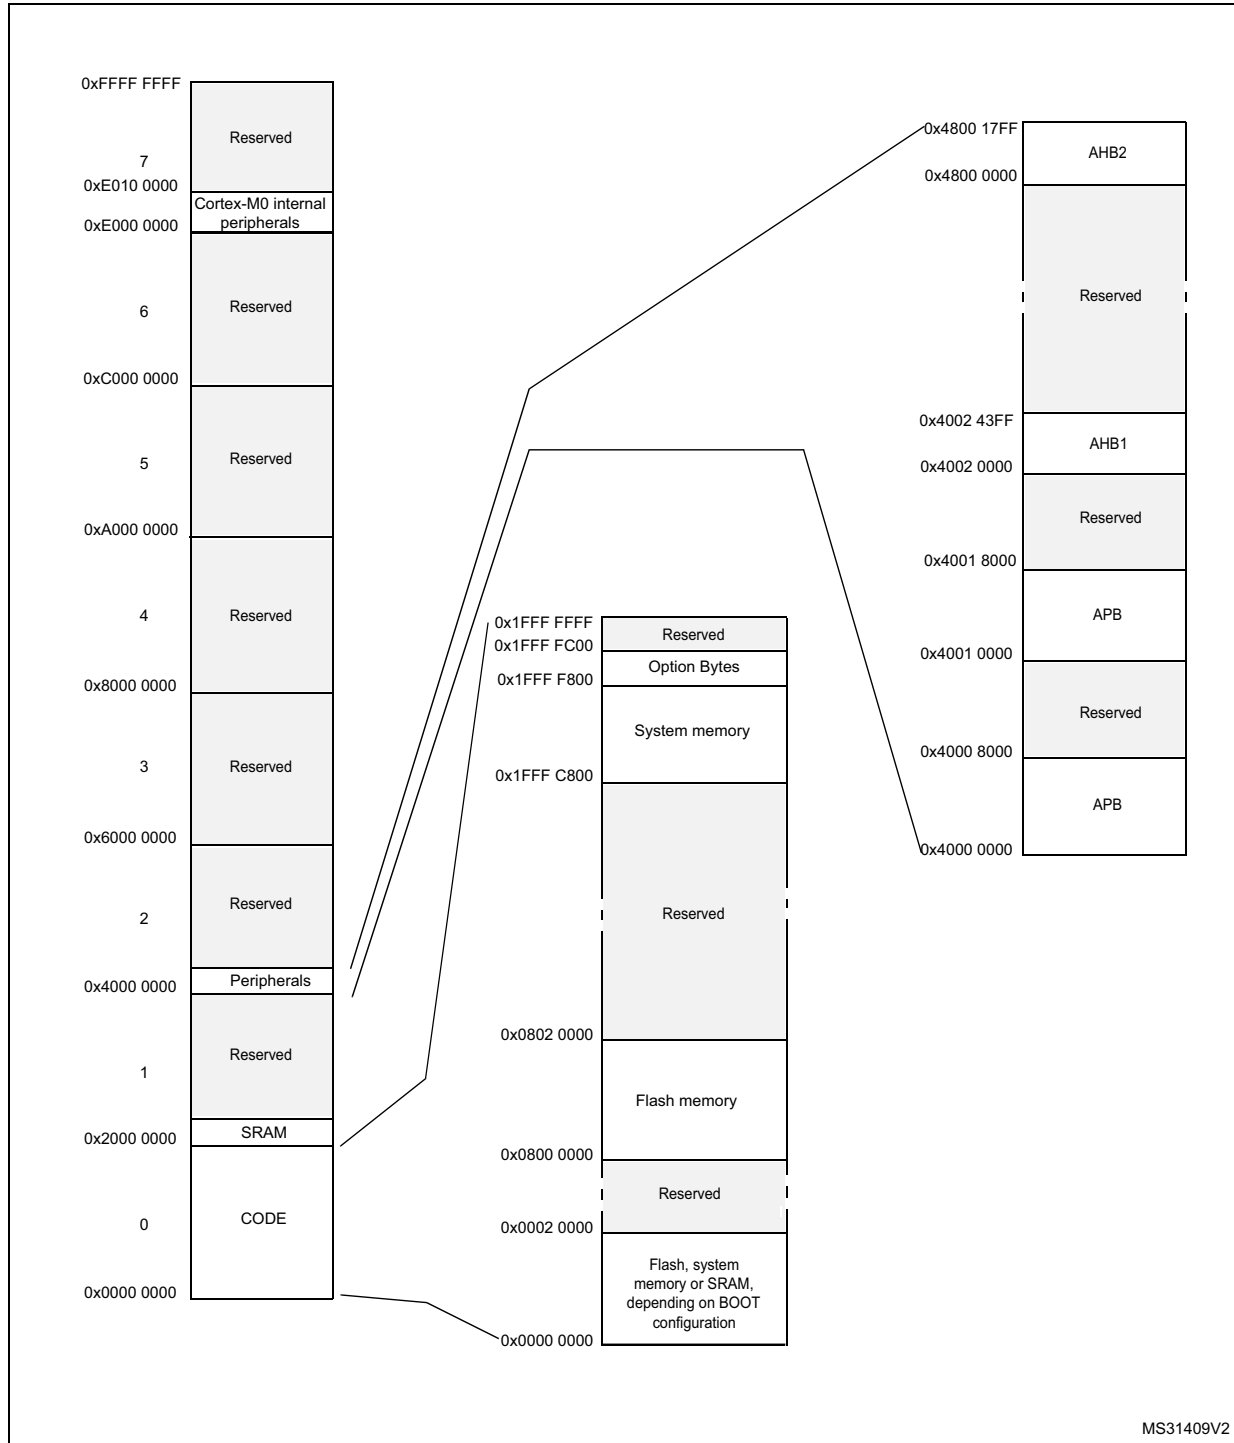 0xFFFF FFFF
Reserved
7
0xE010 0000
Cortex-M0 internal
peripherals
0xE000 0000
Reserved
6
0xC000 0000
Reserved
5
0xA000 0000
Reserved
4
0x8000 0000
Reserved
3
0x6000 0000
Reserved
2
Peripherals
0x4000 0000
Reserved
1
SRAM
0x2000 0000
CODE
0
0x0000 0000
0x1FFF FFFF
Reserved
0x1FFF FC00
Option Bytes
0x1FFF F800
System memory
0x1FFF C800
Reserved
0x0802 0000
Flash memory
0x0800 0000
Reserved
0x0002 0000
Flash, system
memory or SRAM,
depending on BOOT
configuration
0x0000 0000
0x4800 17FF
AHB2
0x4800 0000
Reserved
0x4002 43FF
AHB1
0x4002 0000
Reserved
0x4001 8000
APB
0x4001 0000
Reserved
0x4000 8000
APB
0x4000 0000
MS31409V2